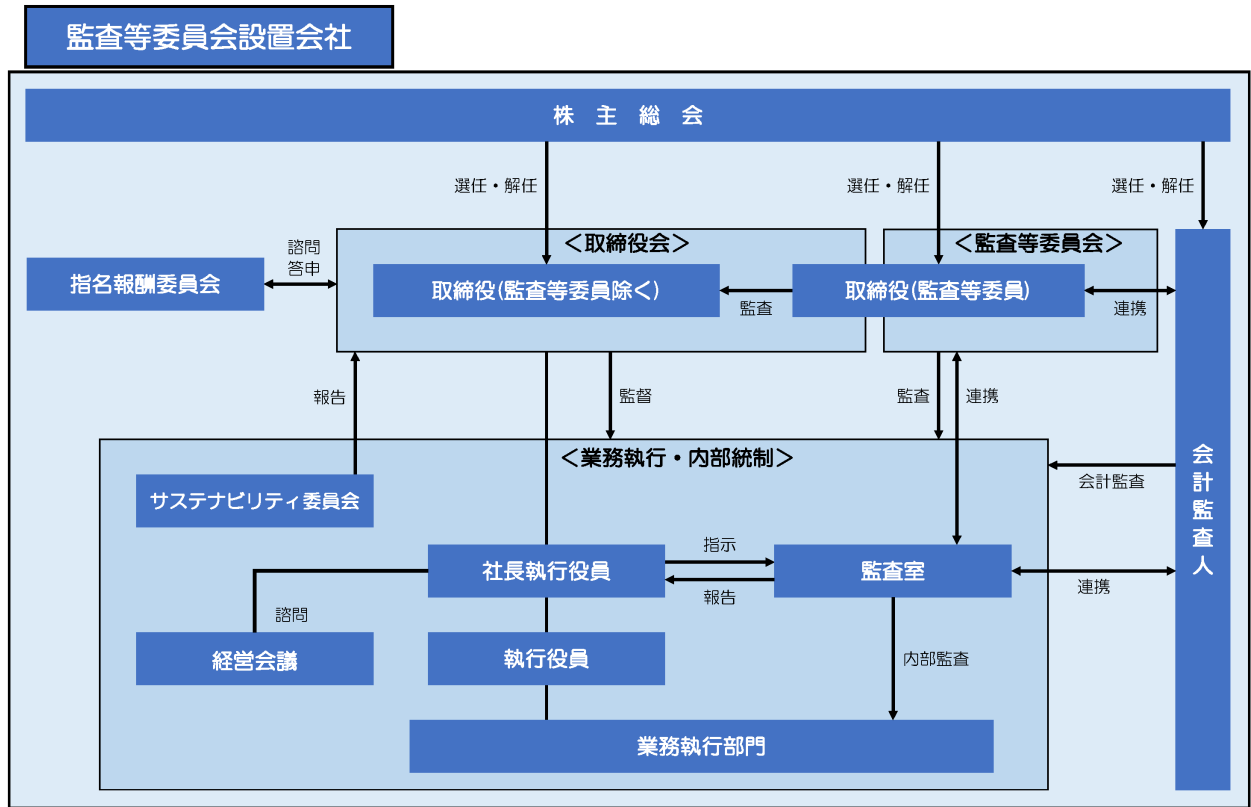 監査等委員会設置会社
株 主 総 会
選任・解任
選任・解任
選任・解任
＜取締役会＞
＜監査等委員会＞
諮問
答申
指名報酬委員会
取締役(監査等委員除く)
監査
取締役(監査等委員)
連携
報告
監督
監査
連携
＜業務執行・内部統制＞
会計監査
会計監査人
サステナビリティ委員会
社長執行役員
指示
報告
監査室
連携
諮問
経営会議
執行役員
内部監査
業務執行部門